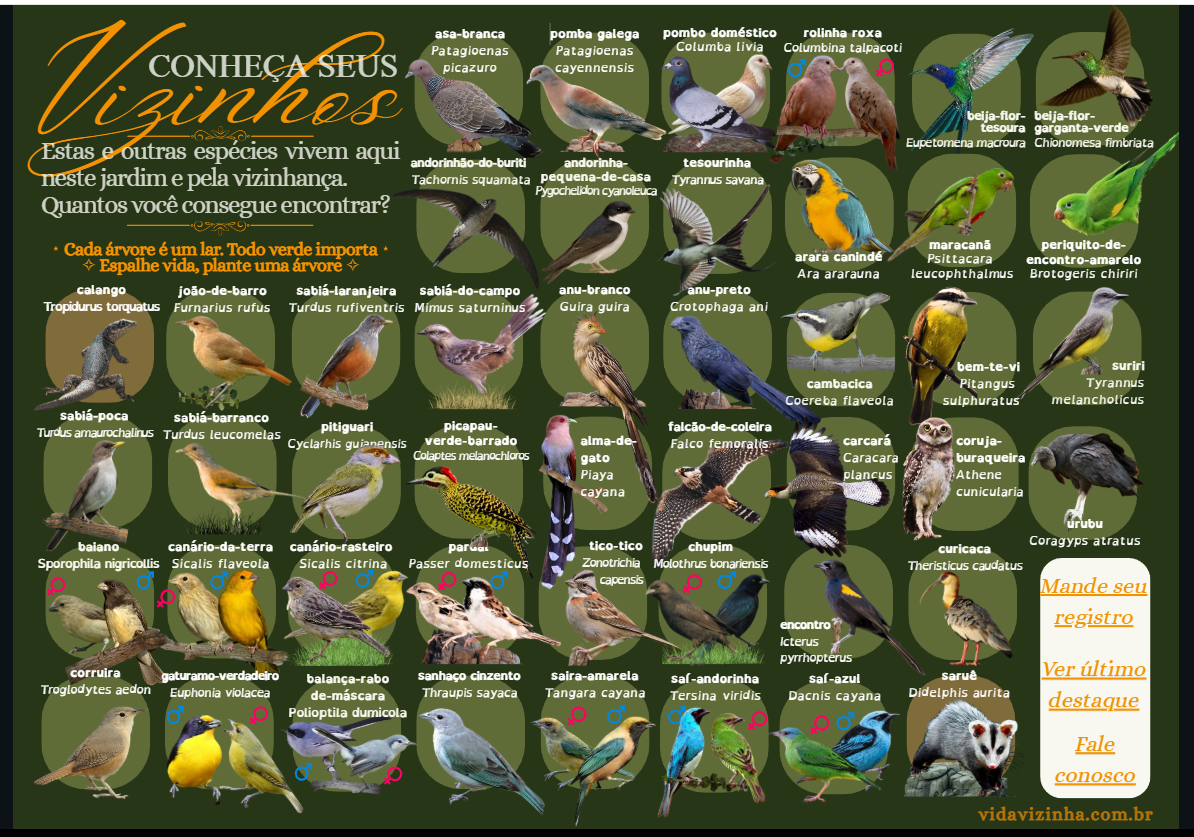 CONHEÇA SEUS
Vizinhos
Estas e outras espécies vivem aqui
neste jardim e pela vizinhança.
Quantos você consegue encontrar?
· Cada árvore é um lar. Todo verde importa ·
✧ Espalhe vida, plante uma árvore ✧
asa-branca
Patagioenas
picazuro
pomba galega
Patagioenas
cayennensis
pombo doméstico
Columba livia
rolinha roxa
Columbina talpacoti
♂ ♀
beija-flor-
tesoura
Eupetomena macroura
beija-flor-
garganta-verde
Chionomesa fimbriata
andorinhão-do-buriti
Tachornis squamata
andorinha-
pequena-de-casa
Pygochelidon cyanoleuca
tesourinha
Tyrannus savana
arara canindé
Ara ararauna
maracanã
Psittacara
leucophthalmus
periquito-de-
encontro-amarelo
Brotogeris chiriri
calango
Tropidurus torquatus
joão-de-barro
Furnarius rufus
sabiá-laranjeira
Turdus rufiventris
sabiá-do-campo
Mimus saturninus
anu-branco
Guira guira
anu-preto
Crotophaga ani
cambacica
Coereba flaveola
bem-te-vi
Pitangus
sulphuratus
suriri
Tyrannus
melancholicus
sabiá-poca
Turdus amaurochalinus
sabiá-barranco
Turdus leucomelas
pitiguari
Cyclarhis gujanensis
picapau-
verde-barrado
Colaptes melanochloros
alma-de-
gato
Piaya
cayana
falcão-de-coleira
Falco femoralis
carcará
Caracara
plancus
coruja-
buraqueira
Athene
cunicularia
urubu
Coragyps atratus
baiano
Sporophila nigricollis
♀ ♂
canário-da-terra
Sicalis flaveola
♀ ♂
canário-rasteiro
Sicalis citrina
♀ ♂
pardal
Passer domesticus
♀ ♂
tico-tico
Zonotrichia
capensis
chupim
Molothrus bonariensis
♀ ♂
encontro
Icterus
pyrrhopterus
curicaca
Theristicus caudatus
corruira
Troglodytes aedon
gaturamo-verdadeiro
Euphonia violacea
♂ ♀
balança-rabo
de-máscara
Polioptila dumicola
♂ ♀
sanhaço cinzento
Thraupis sayaca
saira-amarela
Tangara cayana
♀ ♂
saí-andorinha
Tersina viridis
♂ ♀
saí-azul
Dacnis cayana
♀ ♂
saruê
Didelphis aurita
Mande seu
registro
Ver último
destaque
Fale
conosco
vidavizinha.com.br